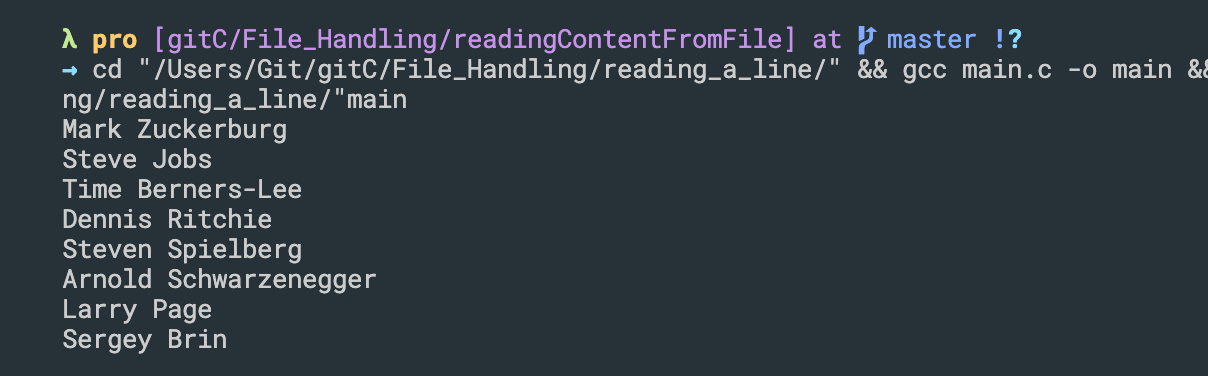 λ pro [gitC/File_Handling/readingContentFromFile] at master !?
→ cd "/Users/Git/gitC/File_Handling/reading_a_line/" && gcc main.c -o main &&
ng/reading_a_line/"main
Mark Zuckerburg
Steve Jobs
Time Berners-Lee
Dennis Ritchie
Steven Spielberg
Arnold Schwarzenegger
Larry Page
Sergey Brin